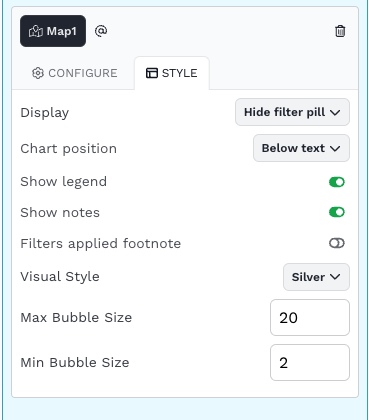 Map1 @
CONFIGURE STYLE
Display Hide filter pill
Chart position Below text
Show legend
Show notes
Filters applied footnote
Visual Style Silver
Max Bubble Size 20
Min Bubble Size 2